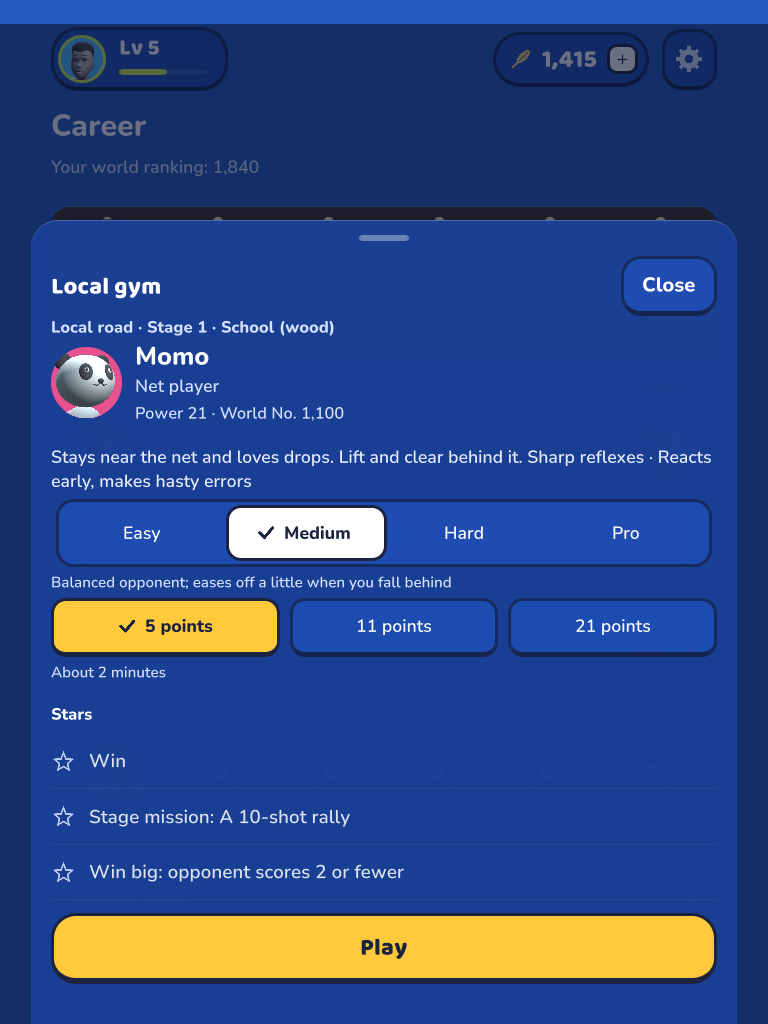 Lv 5
1,415
+
Career
Your world ranking: 1,840
Local gym
Close
Local road · Stage 1 · School (wood)
Momo
Net player
Power 21 · World No. 1,100
Stays near the net and loves drops. Lift and clear behind it. Sharp reflexes · Reacts
early, makes hasty errors
Easy
Medium
Hard
Pro
Balanced opponent; eases off a little when you fall behind
5 points
11 points
21 points
About 2 minutes
Stars
Win
Stage mission: A 10-shot rally
Win big: opponent scores 2 or fewer
Play